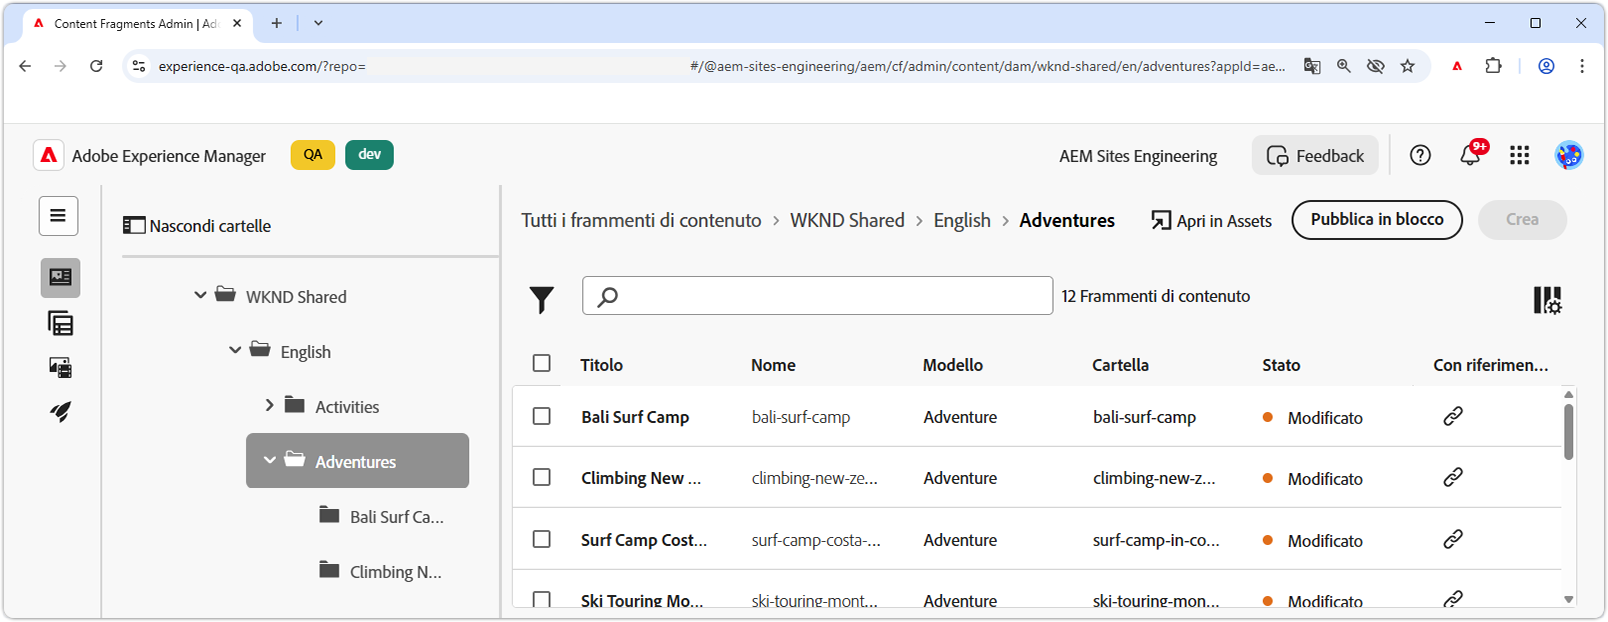 Content Fragments Admin | Ad
experience-qa.adobe.com/?repo= #/@aem-sites-engineering/aem/cf/admin/content/dam/wknd-shared/en/adventures?appId=ae...
Adobe Experience Manager QA dev AEM Sites Engineering Feedback 9+
Nascondi cartelle
Tutti i frammenti di contenuto > WKND Shared > English > Adventures Apri in Assets Pubblica in blocco Crea
WKND Shared
English
Activities
Adventures
Bali Surf Ca...
Climbing N...
12 Frammenti di contenuto
Titolo Nome Modello Cartella Stato Con riferimen...
Bali Surf Camp bali-surf-camp Adventure bali-surf-camp Modificato
Climbing New ... climbing-new-ze... Adventure climbing-new-z... Modificato
Surf Camp Cost... surf-camp-costa-... Adventure surf-camp-in-co... Modificato
Ski Touring Mo... ski-touring-mont... Adventure ski-touring-mon... Modificato